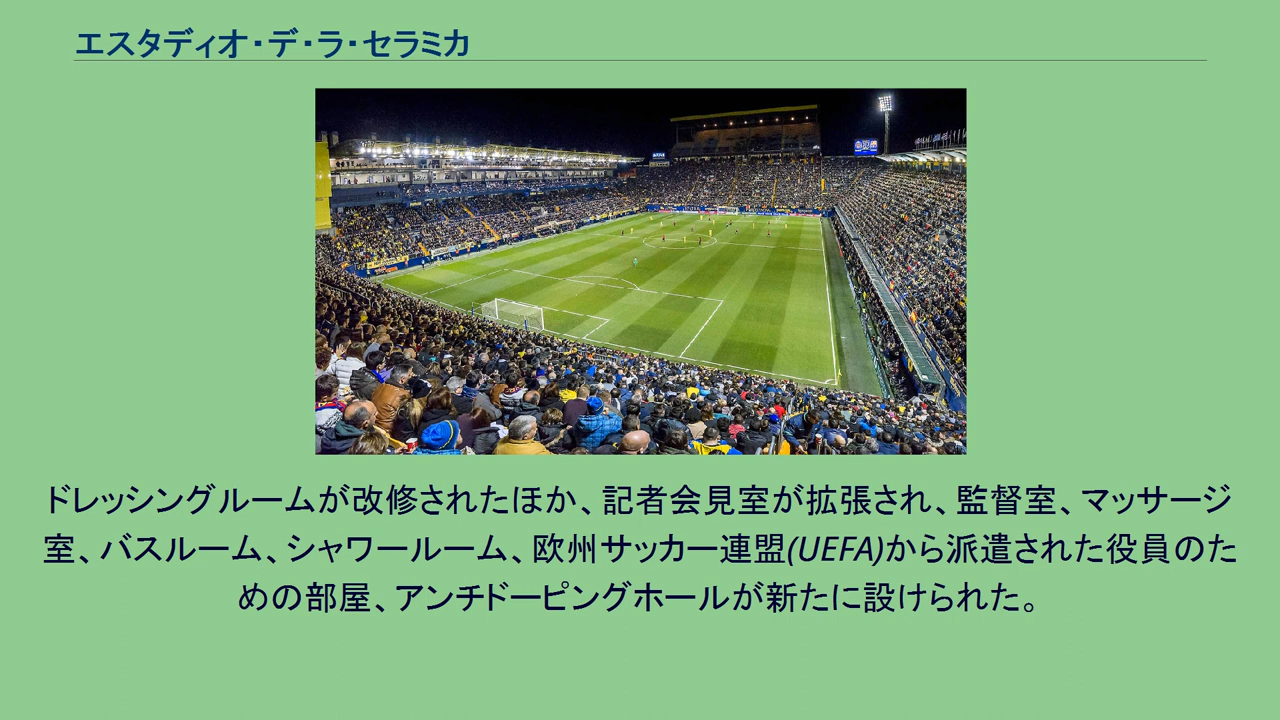 エスタディオ・デ・ラ・セラミカ
ドレッシングルームが改修されたほか、記者会見室が拡張され、監督室、マッサージ
室、バスルーム、シャワールーム、欧州サッカー連盟(UEFA)から派遣された役員のた
めの部屋、アンチドーピングホールが新たに設けられた。